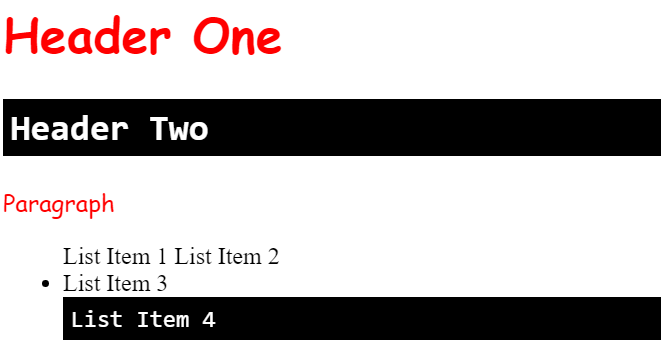 Header One
Header Two
Paragraph
List Item 1 List Item 2
List Item 3
List Item 4